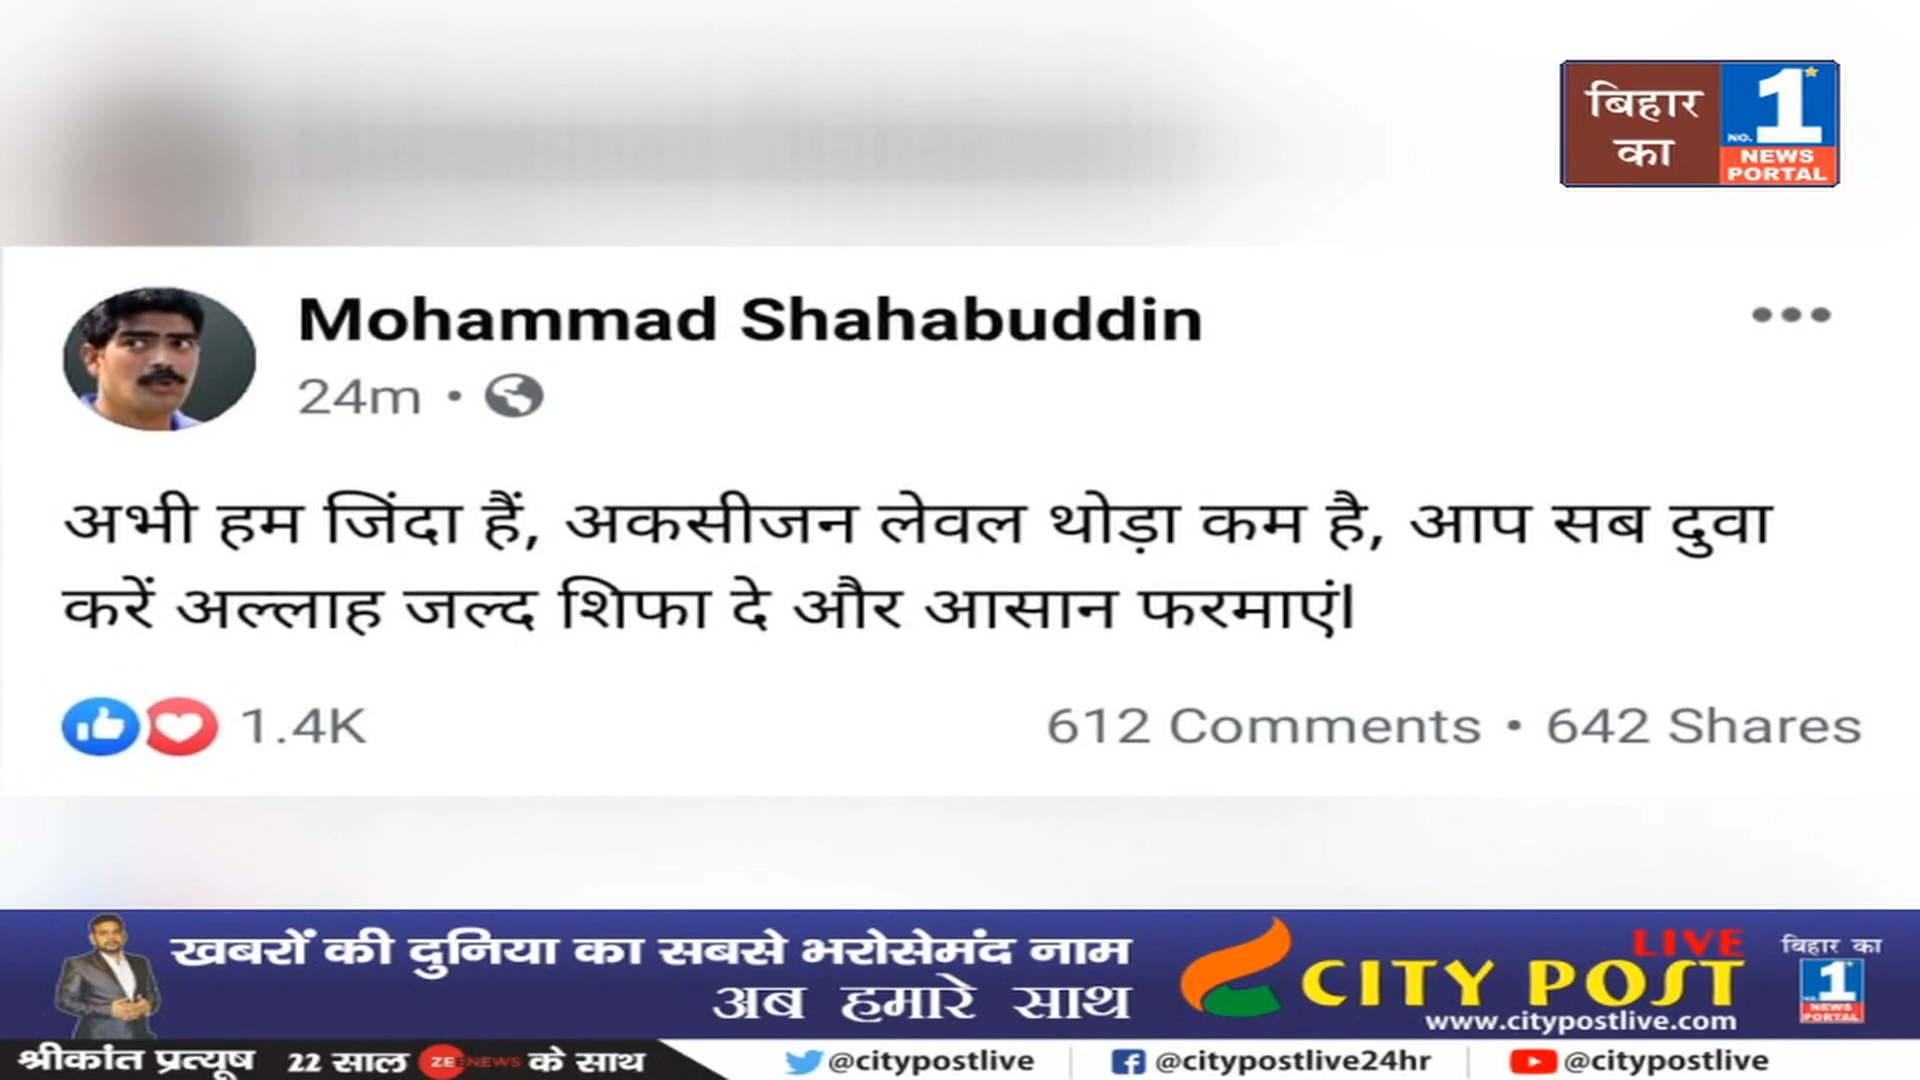 बिहार
का
NO. 1
NEWS
PORTAL
Mohammad Shahabuddin
24m •
अभी हम जिंदा हैं, अकसीजन लेवल थोड़ा कम है, आप सब दुवा
करें अल्लाह जल्द शिफा दे और आसान फरमाएं।
1.4K
612 Comments • 642 Shares
खबरों की दुनिया का सबसे भरोसेमंद नाम
अब हमारे साथ
LIVE
CITY POST
www.citypostlive.com
बिहार का
NO. 1
NEWS
PORTAL
श्रीकांत प्रत्यूष 22 साल ZEE NEWS के साथ
@citypostlive
@citypostlive24hr
@citypostlive